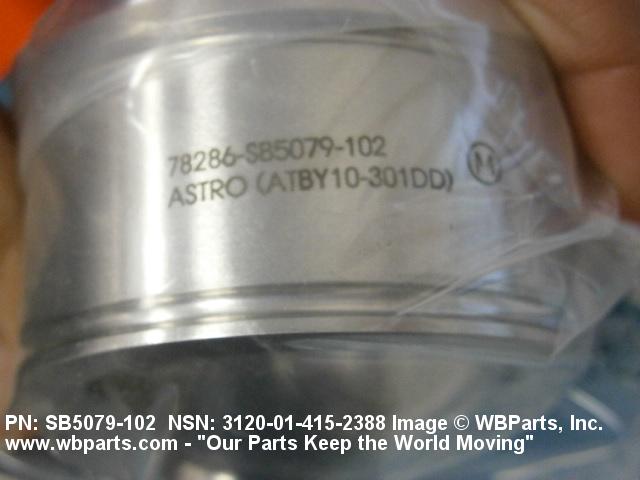 78286-SB5079-102
ASTRO (ATBY10-301DD) M
PN: SB5079-102 NSN: 3120-01-415-2388 Image © WBParts, Inc.
www.wbparts.com - "Our Parts Keep the World Moving"